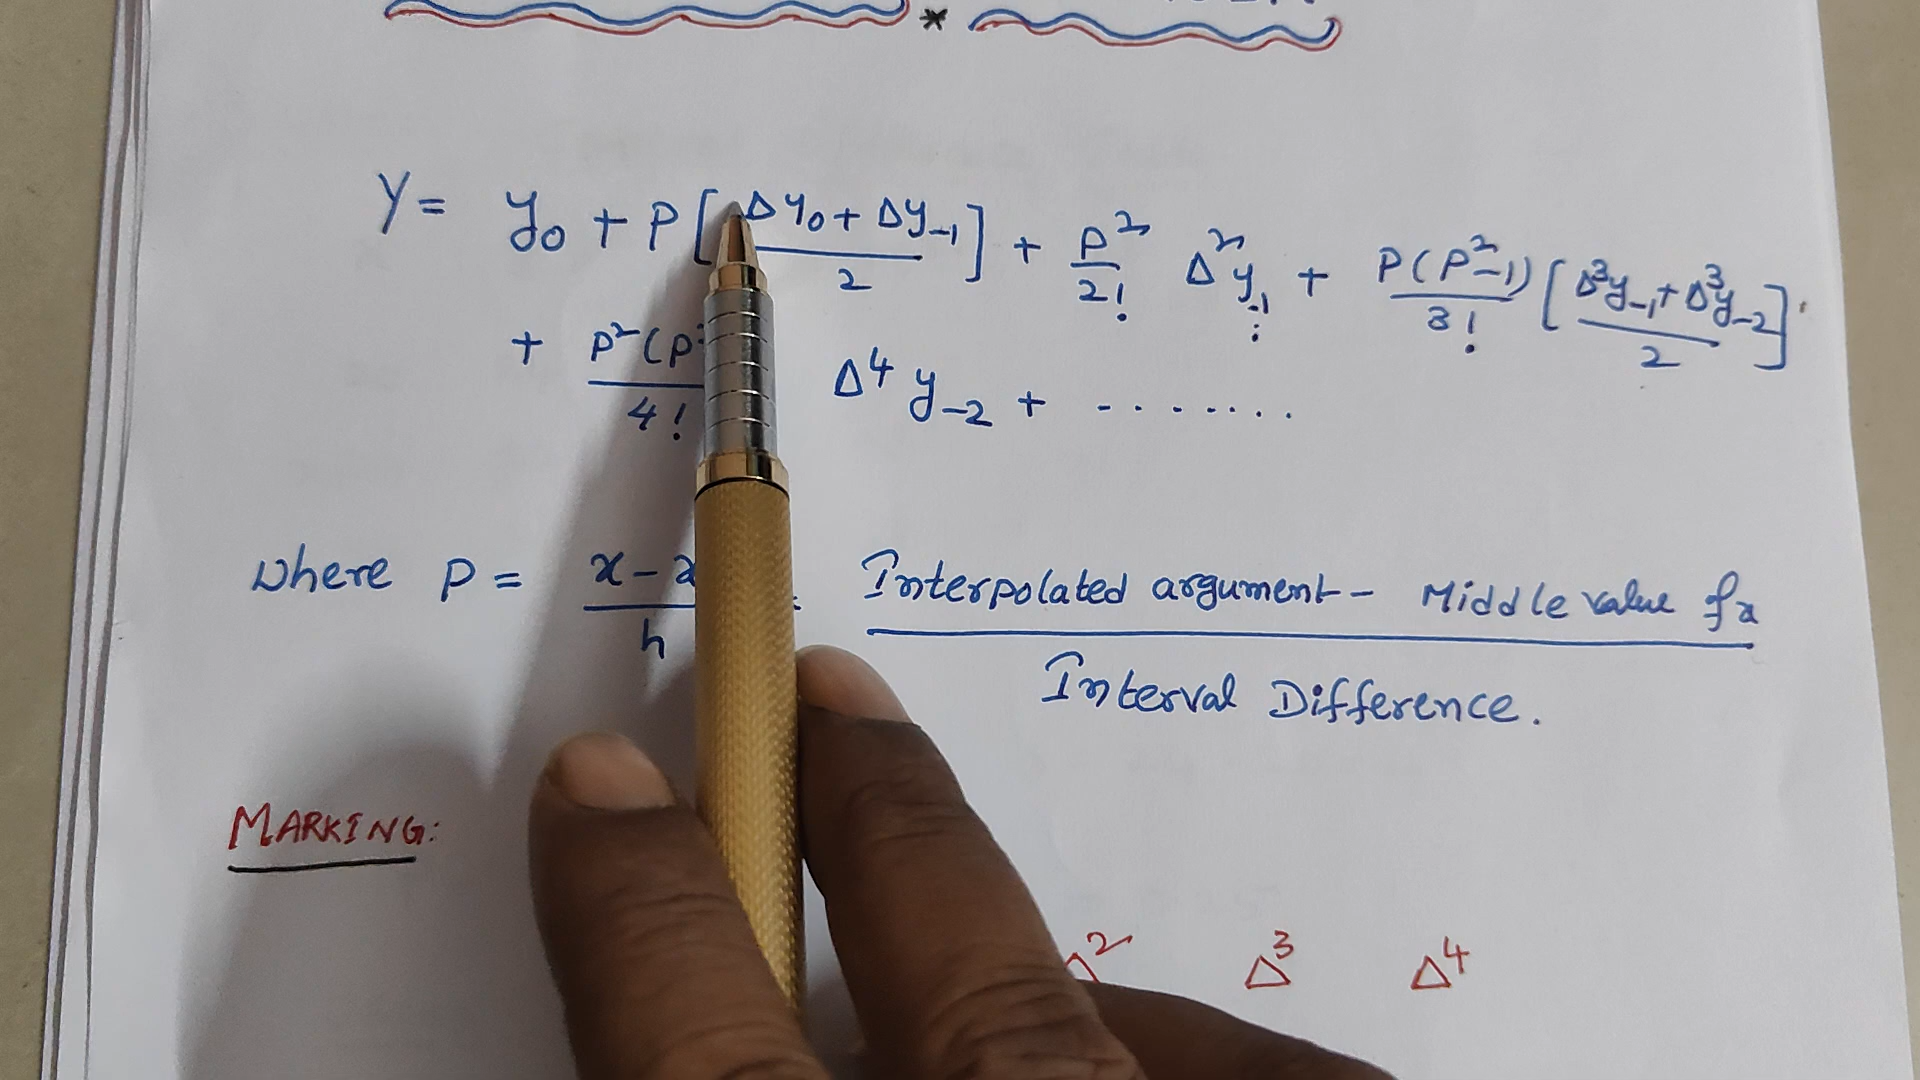 *
Y = y₀ + P [ (Δy₀ + Δy₋₁) / 2 ] + P² / 2! Δ²y₋₁ + P(P²-1) / 3! [ (Δ³y₋₁ + Δ³y₋₂) / 2 ]
+ P²(P / 4! Δ⁴ y₋₂ + ........
where P = x - / h Interpolated argument - Middle value of x / Interval Difference.
MARKING:
Δ² Δ³ Δ⁴